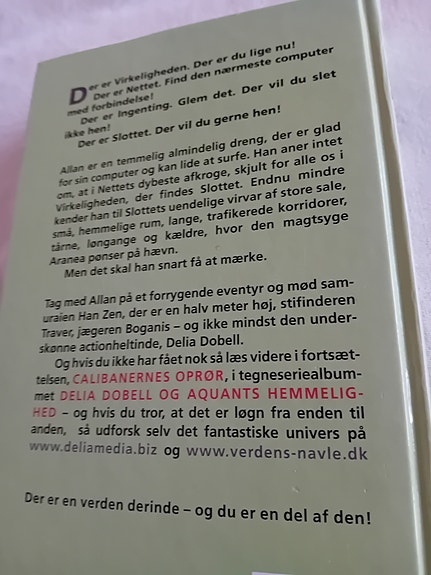 Der er Virkeligheden. Der er du lige nu!
Der er Nettet. Find den nærmeste computer
med forbindelse!
Der er Ingenting. Glem det. Der vil du slet
ikke hen!
Der er Slottet. Der vil du gerne hen!
Allan er en temmelig almindelig dreng, der er glad
for sin computer og kan lide at surfe. Han aner intet
om, at i Nettets dybeste afkroge, skjult for alle os i
Virkeligheden, der findes Slottet. Endnu mindre
kender han til Slottets uendelige virvar af store sale,
små, hemmelige rum, lange, trafikerede korridorer,
tårne, løngange og kældre, hvor den magtsyge
Aranea pønser på hævn.
Men det skal han snart få at mærke.
Tag med Allan på et forrygende eventyr og mød sam-
uraien Han Zen, der er en halv meter høj, stifinderen
Traver, jægeren Boganis – og ikke mindst den under-
skønne actionheltinde, Delia Dobell.
Og hvis du ikke har fået nok så læs videre i fortsæt-
telsen, CALIBANERNES OPRØR, i tegneseriealbum-
met DELIA DOBELL OG AQUANTS HEMMELIG-
HED – og hvis du tror, at det er løgn fra enden til
anden, så udforsk selv det fantastiske univers på
www.deliamedia.biz og www.verdens-navle.dk
Der er en verden derinde – og du er en del af den!